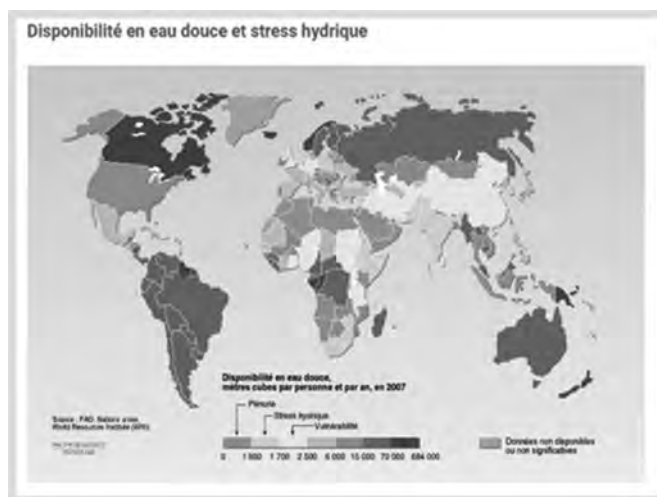 Disponibilité en eau douce et stress hydrique
Disponibilité en eau douce,
mètres cubes par personne et par an, en 2007
Pénurie
Stress hydrique
Vulnérabilité
0 1 000 1 700 2 500 6 000 15 000 70 000 684 000
Données non disponibles
ou non significatives
Source : FAO, Nations unies,
World Resources Institute (WRI)